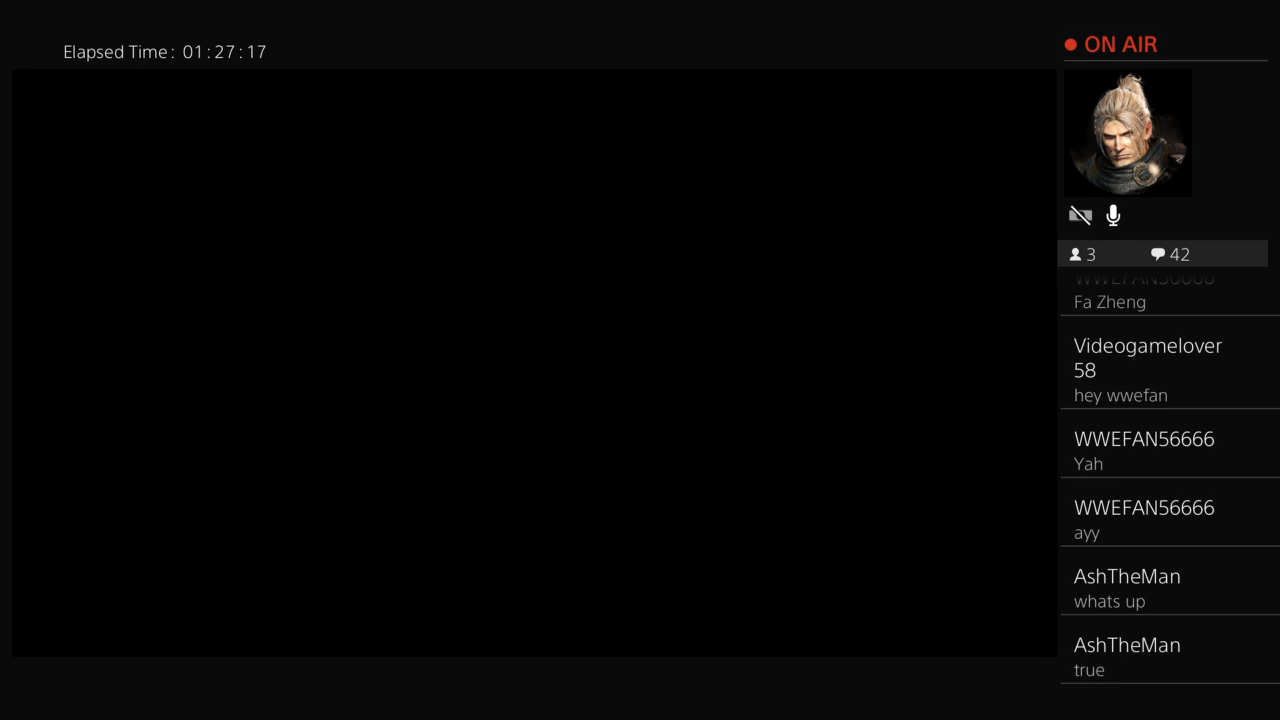 Elapsed Time: 01:27:17
ON AIR
3 42
WWEFAN56666
Fa Zheng
Videogamelover
58
hey wwefan
WWEFAN56666
Yah
WWEFAN56666
ayy
AshTheMan
whats up
AshTheMan
true